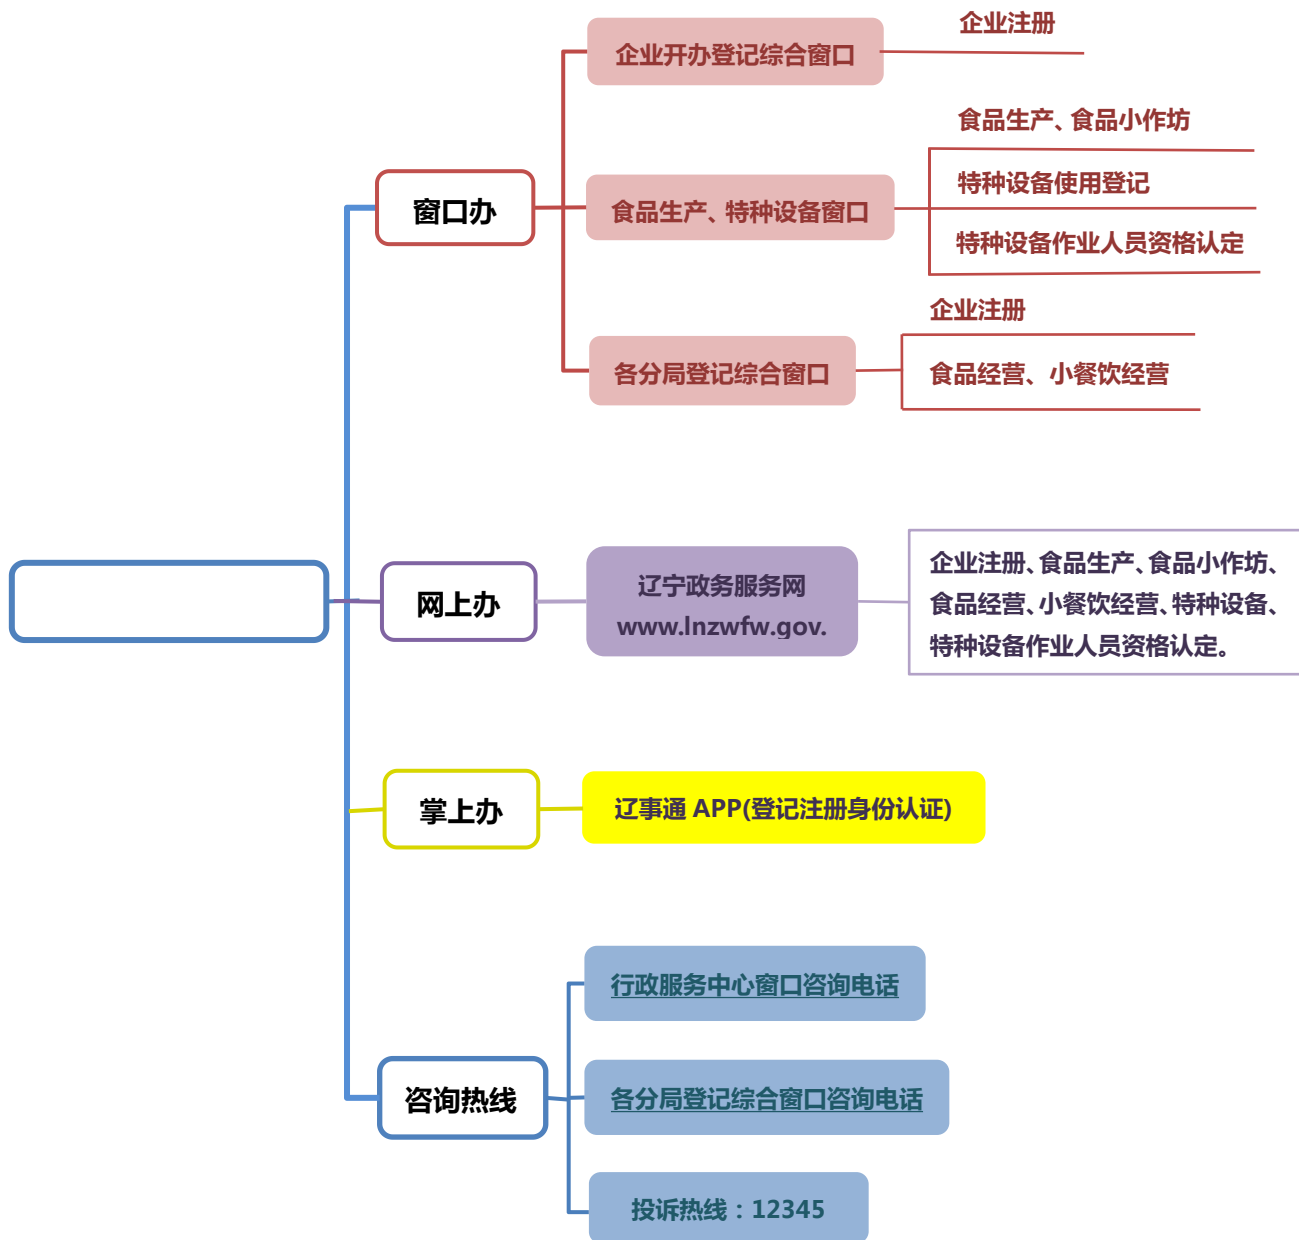 企业注册
企业开办登记综合窗口
食品生产、食品小作坊
特种设备使用登记
窗口办
食品生产、特种设备窗口
特种设备作业人员资格认定
企业注册
各分局登记综合窗口
食品经营、小餐饮经营
网上办
辽宁政务服务网
www.lnzwfw.gov.
企业注册、食品生产、食品小作坊、
食品经营、小餐饮经营、特种设备、
特种设备作业人员资格认定。
掌上办
辽事通 APP(登记注册身份认证)
行政服务中心窗口咨询电话
咨询热线
各分局登记综合窗口咨询电话
投诉热线：12345